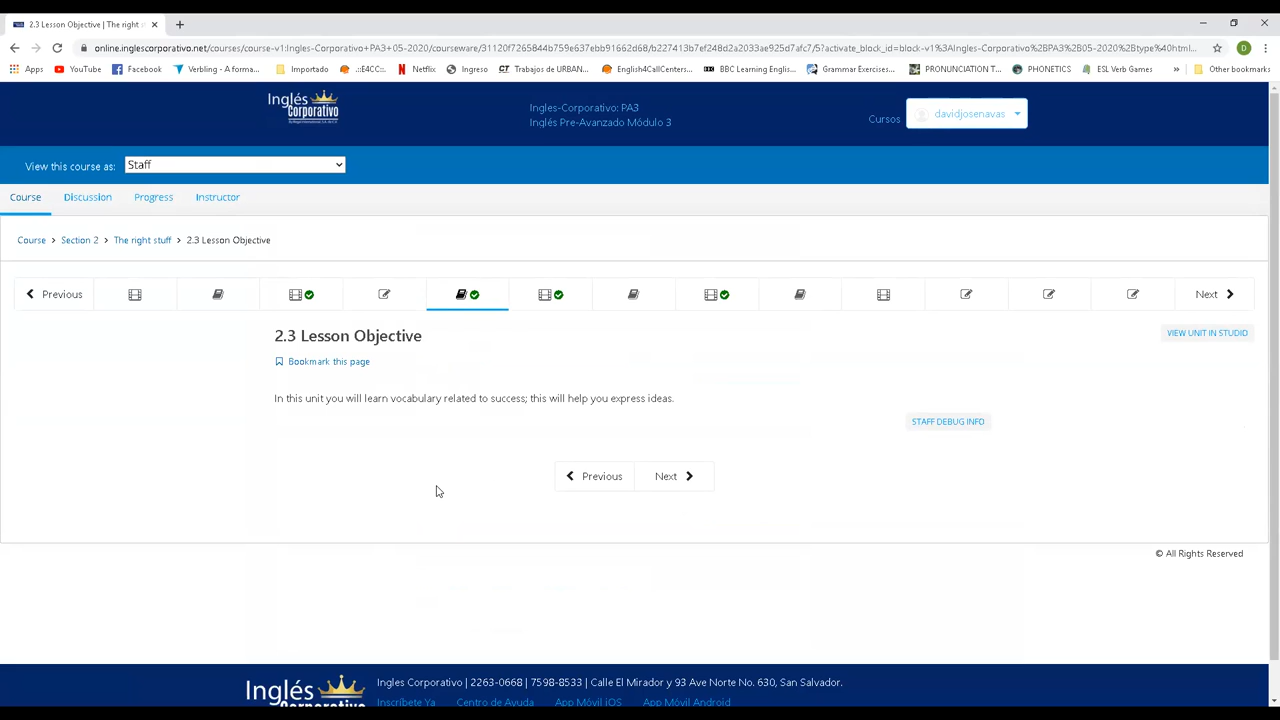 2.3 Lesson Objective | The right s
online.inglescorporativo.net/courses/course-v1:Ingles-Corporativo+PA3+05-2020/courseware/31120f7265844b759e637ebb91662d68/b227413b7ef248d2a2033ae925d7afc7/5?activate_block_id=block-v1%3AIngles-Corporativo%2BPA3%2B05-2020%2Btype%40html...
Apps YouTube Facebook Verbling - A forma... Importado .::E4CC::. Netflix Ingreso Trabajos de URBAN... English4CallCenters... BBC Learning Englis... Grammar Exercises... PRONUNCIATION T... PHONETICS ESL Verb Games » Other bookmarks
Inglés Corporativo
Ingles-Corporativo: PA3
Inglés Pre-Avanzado Módulo 3
Cursos davidjosenavas
View this course as: Staff
Course Discussion Progress Instructor
Course > Section 2 > The right stuff > 2.3 Lesson Objective
Previous Next
2.3 Lesson Objective
VIEW UNIT IN STUDIO
Bookmark this page
In this unit you will learn vocabulary related to success; this will help you express ideas.
STAFF DEBUG INFO
Previous Next
© All Rights Reserved
Inglés Corporativo
Ingles Corporativo | 2263-0668 | 7598-8533 | Calle El Mirador y 93 Ave Norte No. 630, San Salvador.
Inscríbete Ya Centro de Ayuda App Móvil iOS App Móvil Android